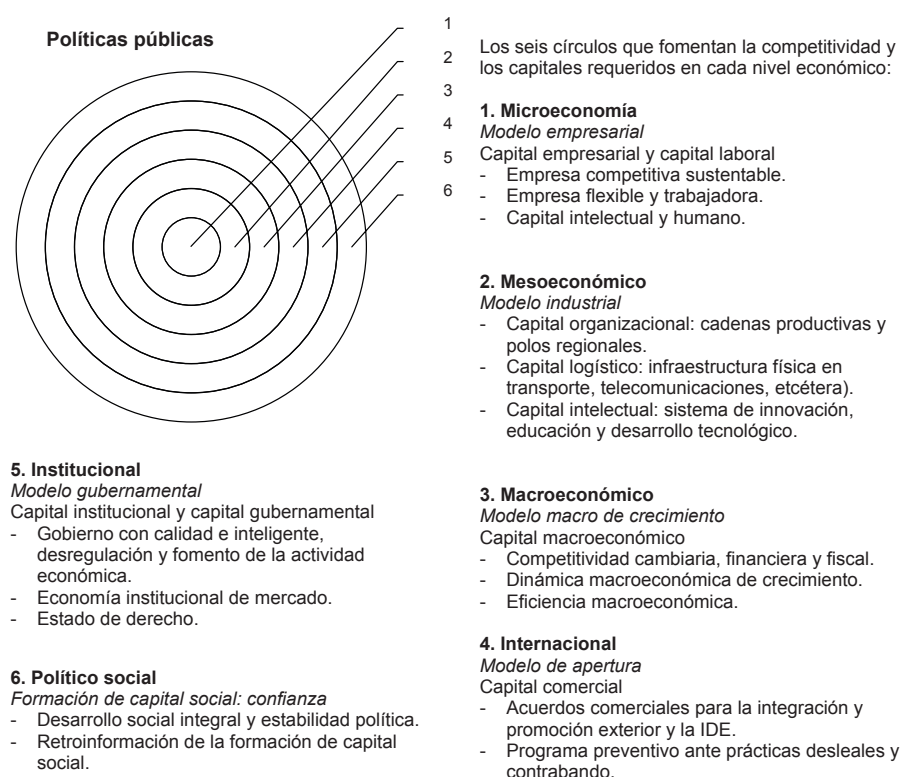 Políticas públicas
1
2
3
4
5
6
Los seis círculos que fomentan la competitividad y
los capitales requeridos en cada nivel económico:
1. Microeconomía
Modelo empresarial
Capital empresarial y capital laboral
- Empresa competitiva sustentable.
- Empresa flexible y trabajadora.
- Capital intelectual y humano.
2. Mesoeconómico
Modelo industrial
- Capital organizacional: cadenas productivas y
polos regionales.
- Capital logístico: infraestructura física en
transporte, telecomunicaciones, etcétera).
- Capital intelectual: sistema de innovación,
educación y desarrollo tecnológico.
3. Macroeconómico
Modelo macro de crecimiento
Capital macroeconómico
- Competitividad cambiaria, financiera y fiscal.
- Dinámica macroeconómica de crecimiento.
- Eficiencia macroeconómica.
4. Internacional
Modelo de apertura
Capital comercial
- Acuerdos comerciales para la integración y
promoción exterior y la IDE.
- Programa preventivo ante prácticas desleales y
contrabando.
5. Institucional
Modelo gubernamental
Capital institucional y capital gubernamental
- Gobierno con calidad e inteligente,
desregulación y fomento de la actividad
económica.
- Economía institucional de mercado.
- Estado de derecho.
6. Político social
Formación de capital social: confianza
- Desarrollo social integral y estabilidad política.
- Retroinformación de la formación de capital
social.